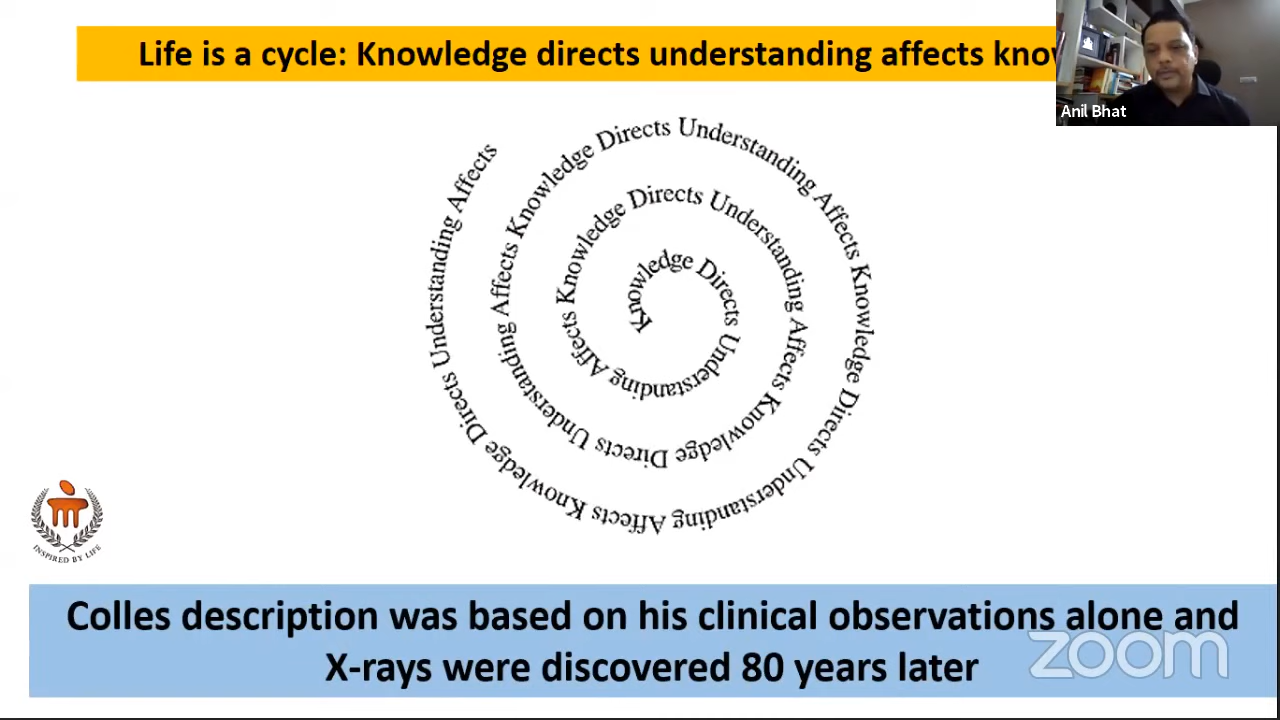 Life is a cycle: Knowledge directs understanding affects know
Anil Bhat
Knowledge Directs Understanding Affects Knowledge Directs Understanding Affects Knowledge Directs Understanding Affects Knowledge Directs Understanding Affects Knowledge Directs Understanding Affects
INSPIRED BY LIFE
Colles description was based on his clinical observations alone and
X-rays were discovered 80 years later
zoom